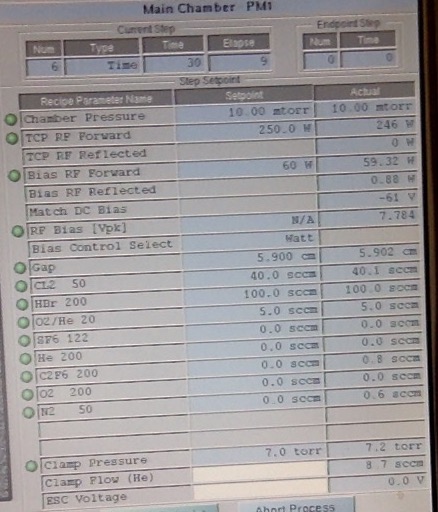 Main Chamber PM1
Current Step Endpoint Step
Num Type Time Elapse Num Time
6 Time 30 9 0 0
Step Setpoint
Recipe Parameter Name Setpoint Actual
Chamber Pressure 10.00 mtorr 10.00 mtorr
TCP RF Forward 250.0 W 246 W
TCP RF Reflected 0 W
Bias RF Forward 60 W 59.32 W
Bias RF Reflected 0.88 W
Match DC Bias -61 V
RF Bias [Vpk] N/A 7.784
Bias Control Select Watt
Gap 5.900 cm 5.902 cm
CL2 50 40.0 sccm 40.1 sccm
HBr 200 100.0 sccm 100.0 sccm
O2/He 20 5.0 sccm 5.0 sccm
SF6 122 0.0 sccm 0.0 sccm
He 200 0.0 sccm 0.0 sccm
C2F6 200 0.0 sccm 0.8 sccm
O2 200 0.0 sccm 0.0 sccm
N2 50 0.0 sccm 0.6 sccm
Clamp Pressure 7.0 torr 7.2 torr
Clamp Flow (He) 8.7 sccm
ESC Voltage 0.0 V
Abort Process